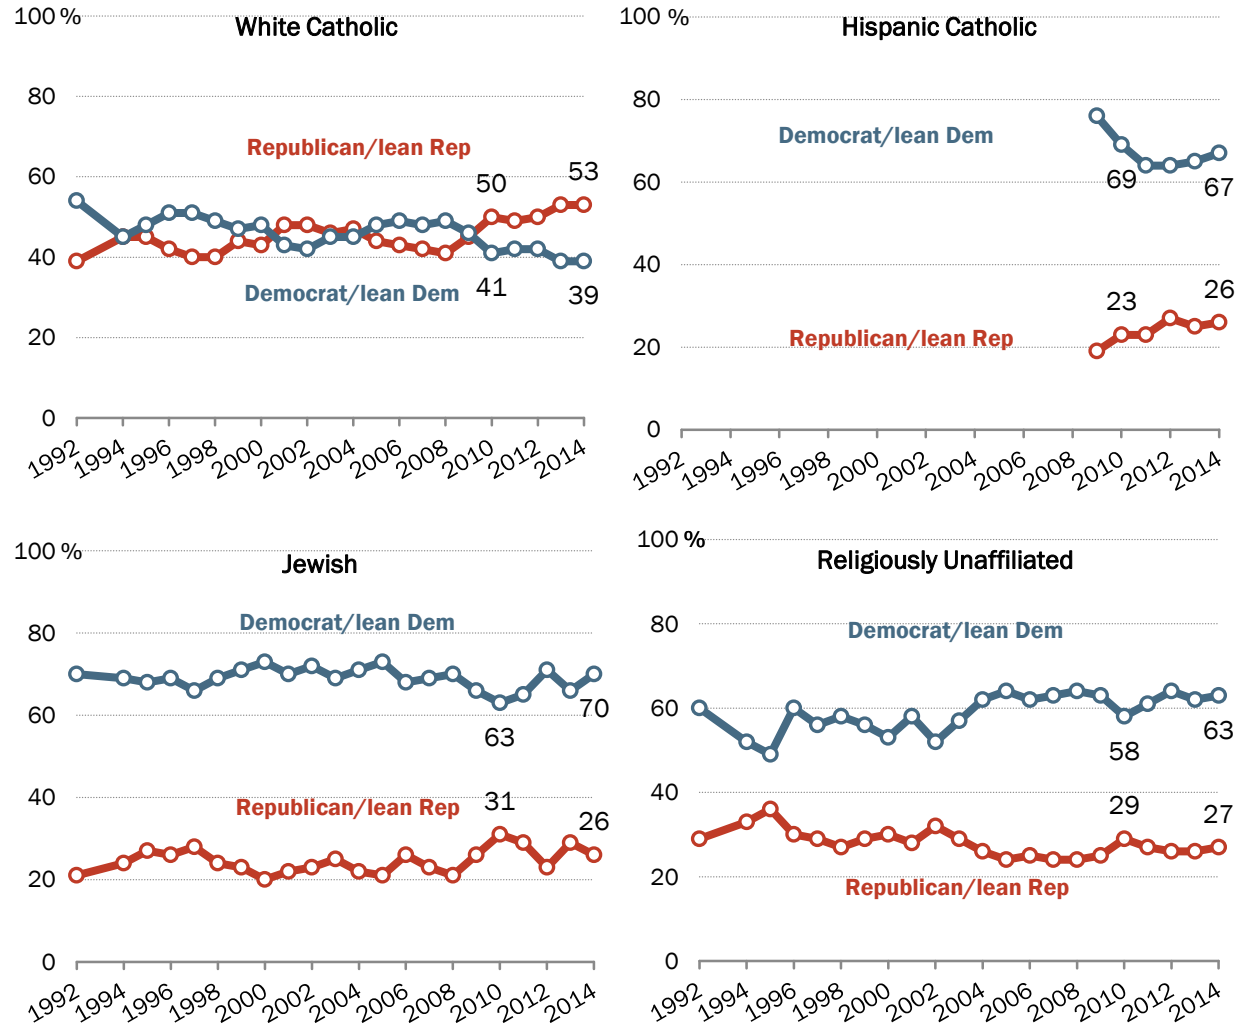 100 %
White Catholic
80
Republican/lean Rep
53
60
50
40
Democrat/lean Dem
41
39
20
0
1992 1994 1996 1998 2000 2002 2004 2006 2008 2010 2012 2014
100 %
Hispanic Catholic
80
Democrat/lean Dem
60
69
67
40
23
26
Republican/lean Rep
20
0
1992 1994 1996 1998 2000 2002 2004 2006 2008 2010 2012 2014
100 %
Jewish
Democrat/lean Dem
80
60
70
63
40
Republican/lean Rep
31
26
20
0
1992 1994 1996 1998 2000 2002 2004 2006 2008 2010 2012 2014
100 %
Religiously Unaffiliated
80
Democrat/lean Dem
60
63
58
40
29
27
20
Republican/lean Rep
0
1992 1994 1996 1998 2000 2002 2004 2006 2008 2010 2012 2014